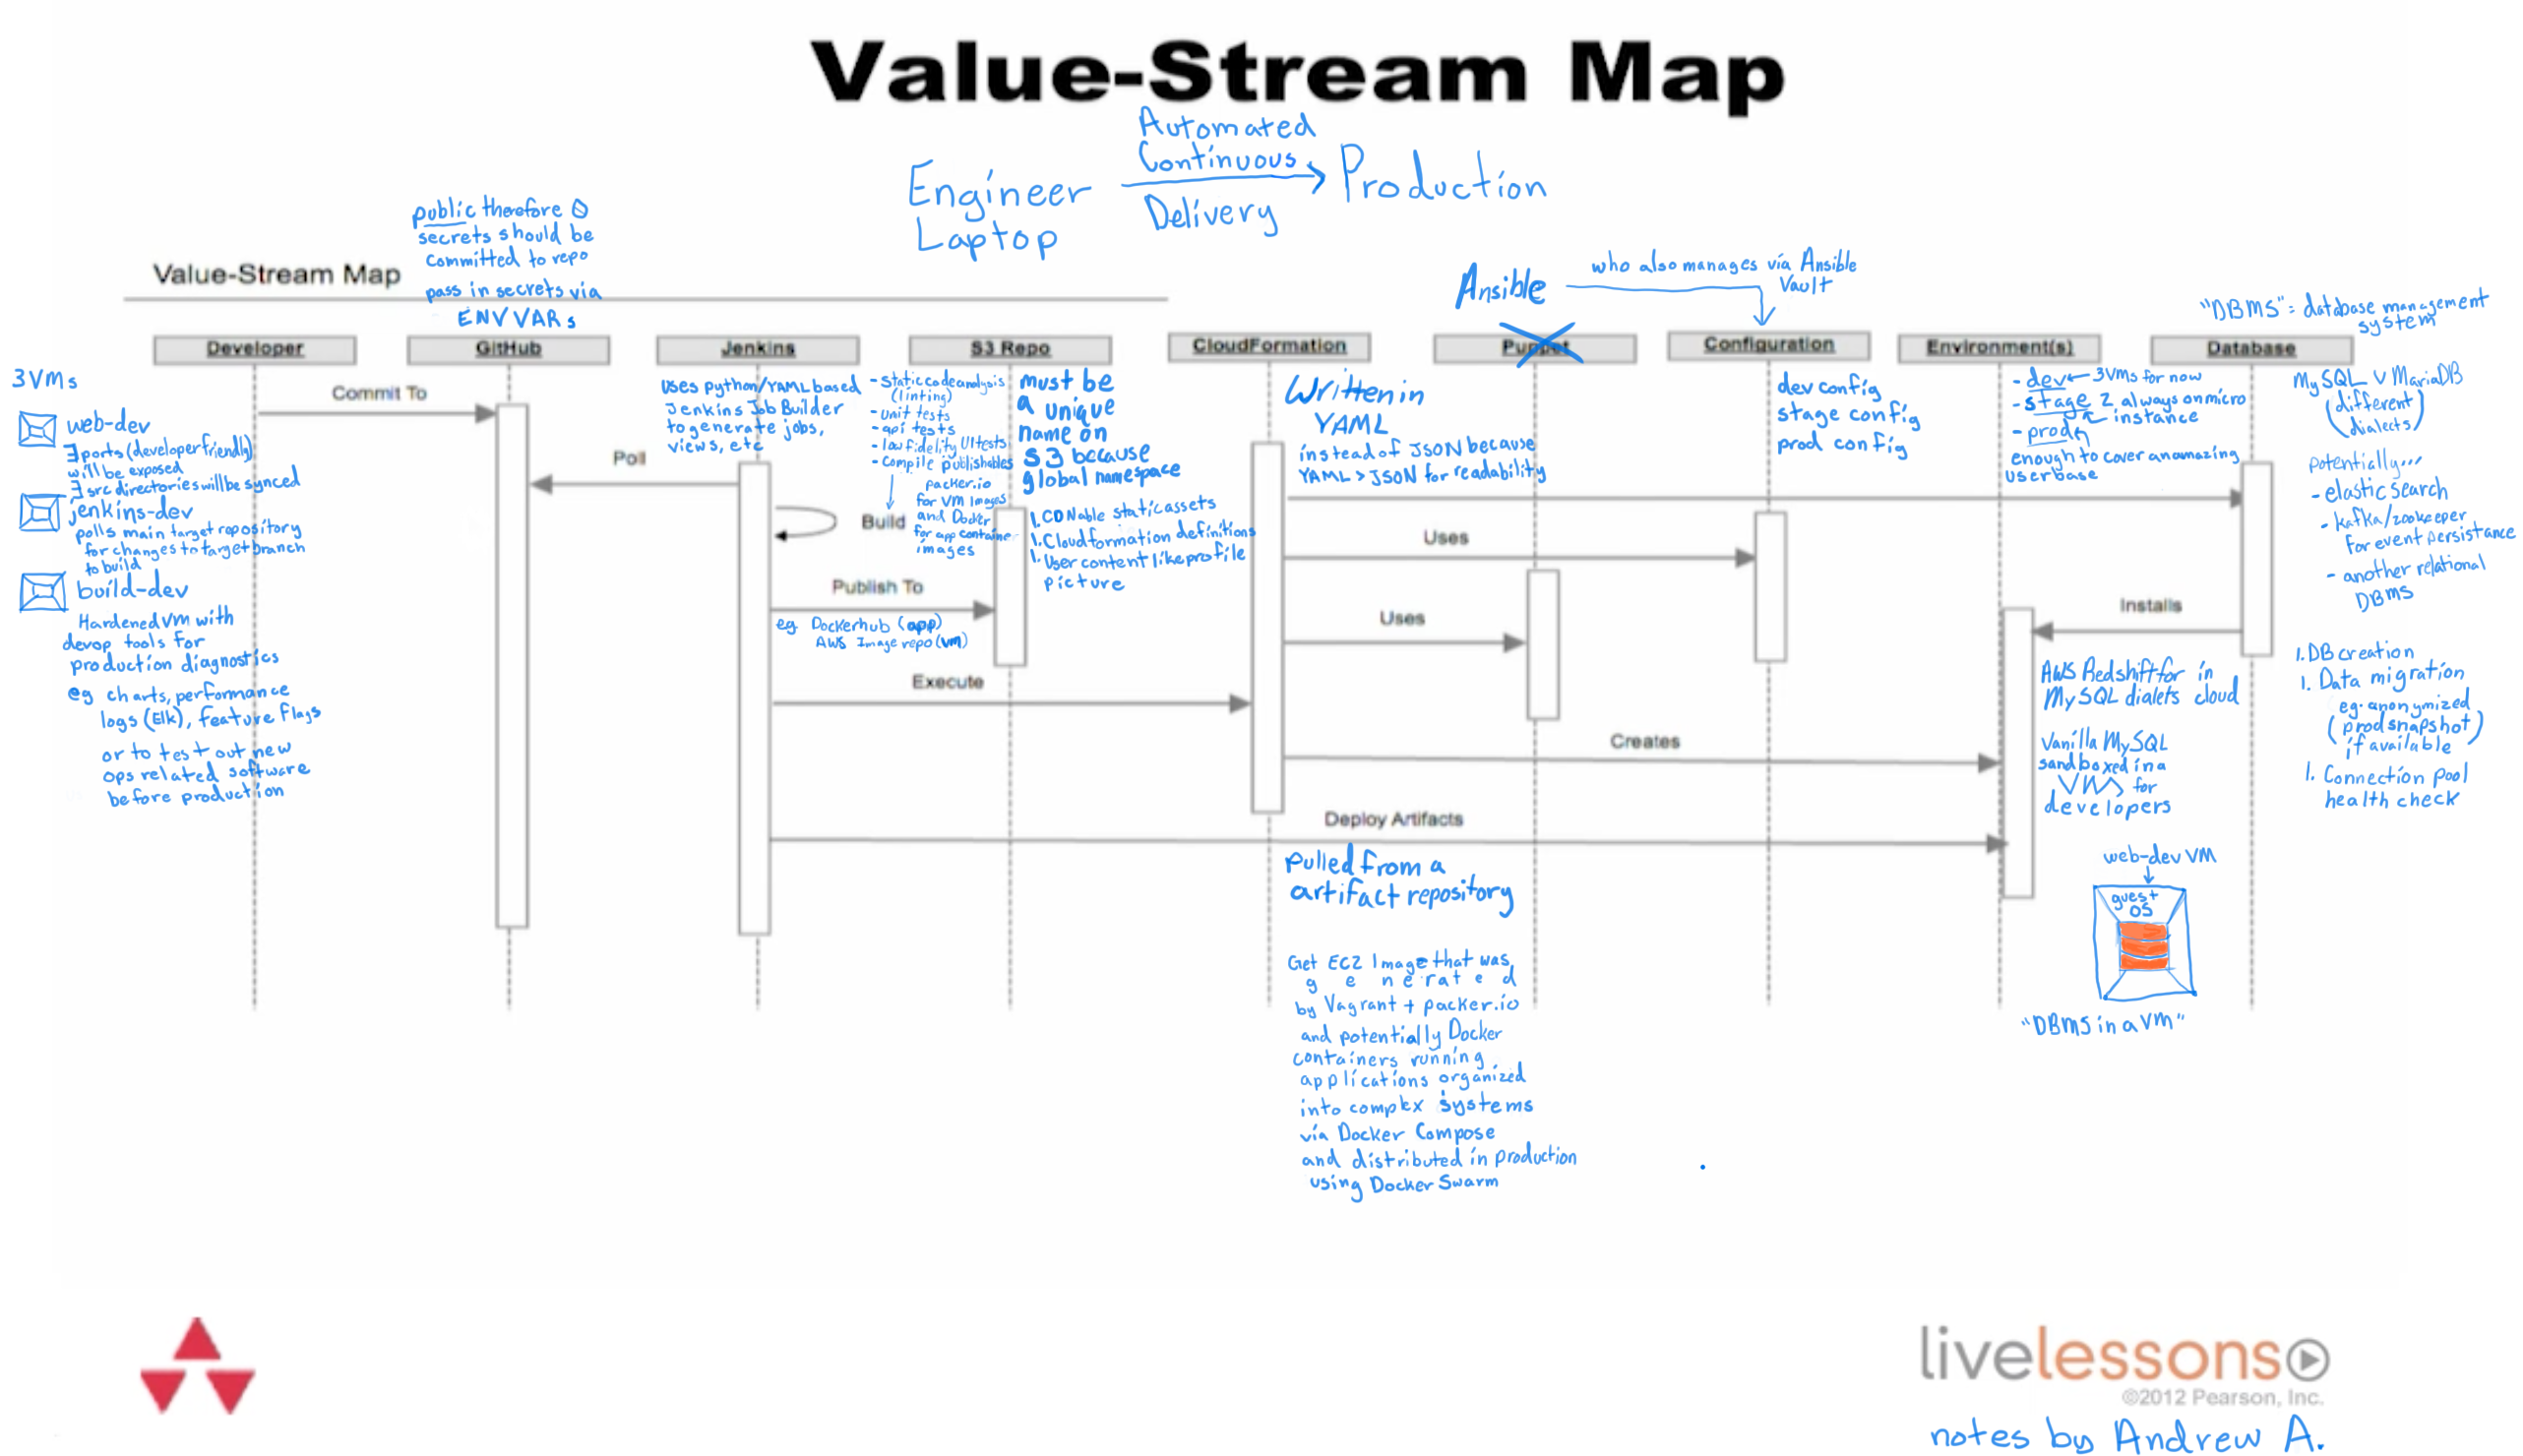 Value-Stream Map
Automated
Continuous
Delivery
Engineer
Laptop
Production
public therefore 0
secrets should be
committed to repo
pass in secrets via
ENV VARs
Value-Stream Map
Ansible
who also manages via Ansible
Vault
"DBMS" = database management
system
Developer
GitHub
Jenkins
S3 Repo
CloudFormation
Puppet
Configuration
Environment(s)
Database
3 VMs
web-dev
∃ ports (developer friendly)
will be exposed
∃ src directories will be synced
jenkins-dev
polls main target repository
for changes to target branch
to build
build-dev
Hardened VM with
devop tools for
production diagnostics
eg charts, performance
logs (Elk), feature flags
or to test out new
ops related software
before production
Commit To
Poll
Uses python/YAML based
Jenkins Job Builder
to generate jobs,
views, etc
- Static code analysis
(linting)
- unit tests
- api tests
- low fidelity UI tests
- compile publishables
packer.io
for VM Images
and Docker
for app container
images
Build
Publish To
eg Dockerhub (app)
AWS Image repo (vm)
Execute
must be
a unique
name on
S3 because
global namespace
1. CDNable static assets
1. Cloudformation definitions
1. User content like profile
picture
Written in
YAML
instead of JSON because
YAML > JSON for readability
Uses
Uses
Creates
Deploy Artifacts
pulled from a
artifact repository
Get EC2 Image that was
generated
by Vagrant + packer.io
and potentially Docker
containers running
applications organized
into complex systems
via Docker Compose
and distributed in production
using Docker Swarm
dev config
stage config
prod config
- dev ← 3VMs for now
- stage 2 always on micro
instance
- prod
enough to cover an amazing
userbase
Installs
AWS Redshift for in
MySQL dialets cloud
Vanilla MySQL
sandboxed in a
VM for
developers
web-dev VM
guest
OS
"DBMS in a VM"
MySQL v MariaDB
(different
dialects)
potentially...
- elastic search
- kafka/zookeeper
for event persistance
- another relational
DBMS
1. DB creation
1. Data migration
eg. anonymized
(prod snapshot)
if available
1. Connection pool
health check
livelessons
©2012 Pearson, Inc.
notes by Andrew A.